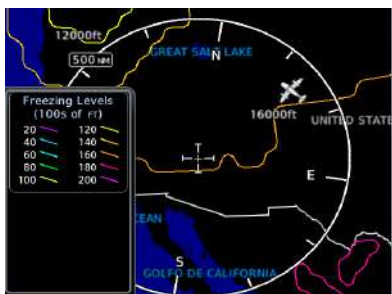 12000ft
GREAT SALT LAKE
500 NM
N
16000ft
UNITED STATE
Freezing Levels
(100s of FT)
20 120
40 140
60 160
80 180
100 200
E
CEAN
S
GOLFO DE CALIFORNIA